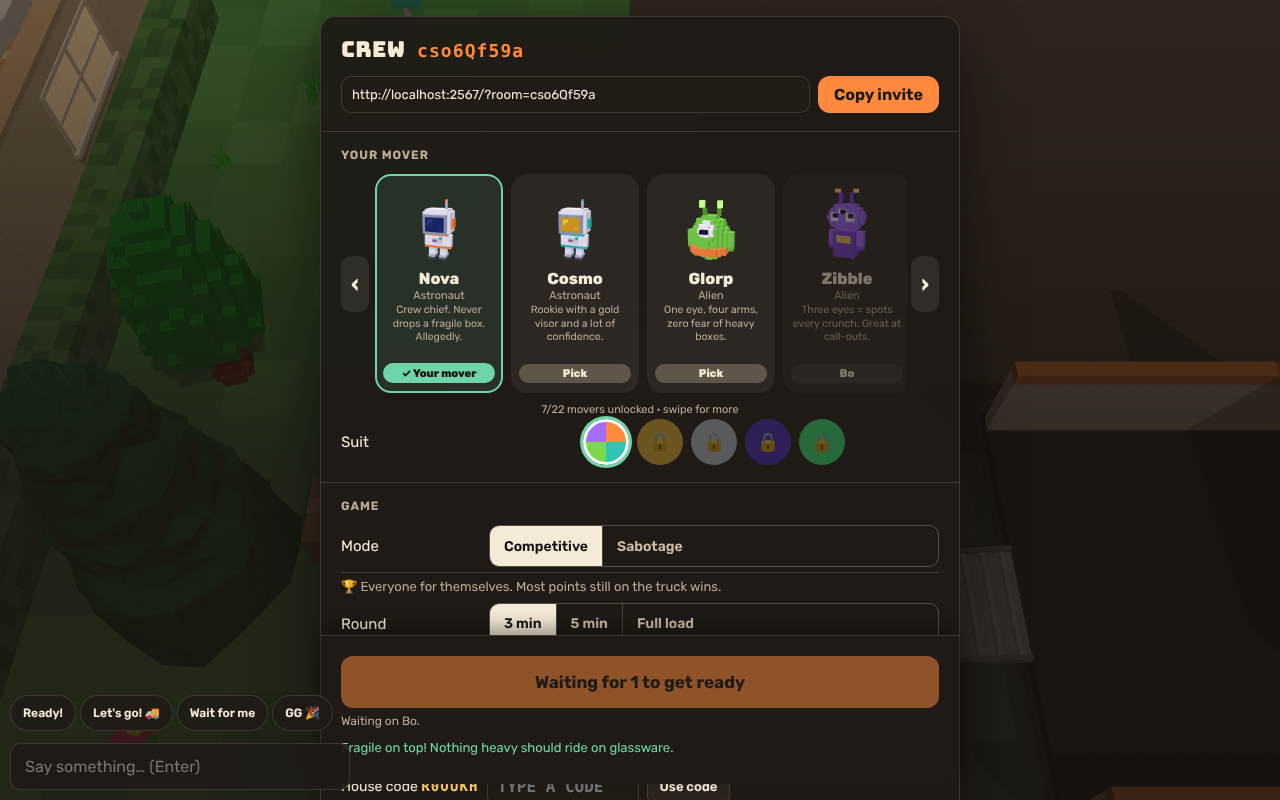 CREW cso6Qf59a
http://localhost:2567/?room=cso6Qf59a
Copy invite
YOUR MOVER
‹
Nova
Astronaut
Crew chief. Never
drops a fragile box.
Allegedly.
✓ Your mover
Cosmo
Astronaut
Rookie with a gold
visor and a lot of
confidence.
Pick
Glorp
Alien
One eye, four arms,
zero fear of heavy
boxes.
Pick
Zibble
Alien
Three eyes = spots
every crunch. Great at
call-outs.
Bo
›
7/22 movers unlocked • swipe for more
Suit
GAME
Mode
Competitive
Sabotage
🏆 Everyone for themselves. Most points still on the truck wins.
Round
3 min
5 min
Full load
Waiting for 1 to get ready
Waiting on Bo.
Fragile on top! Nothing heavy should ride on glassware.
House code
TYPE A CODE
Use code
Ready!
Let's go! 🚚
Wait for me
GG 🎉
Say something… (Enter)